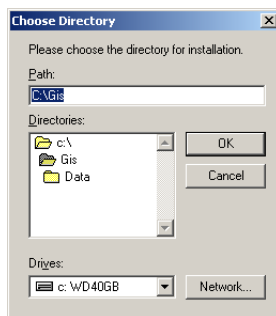 Choose Directory
Please choose the directory for installation.
Path:
C:\Gis
Directories:
c:\
Gis
Data
OK
Cancel
Drives:
c: WD40GB
Network...